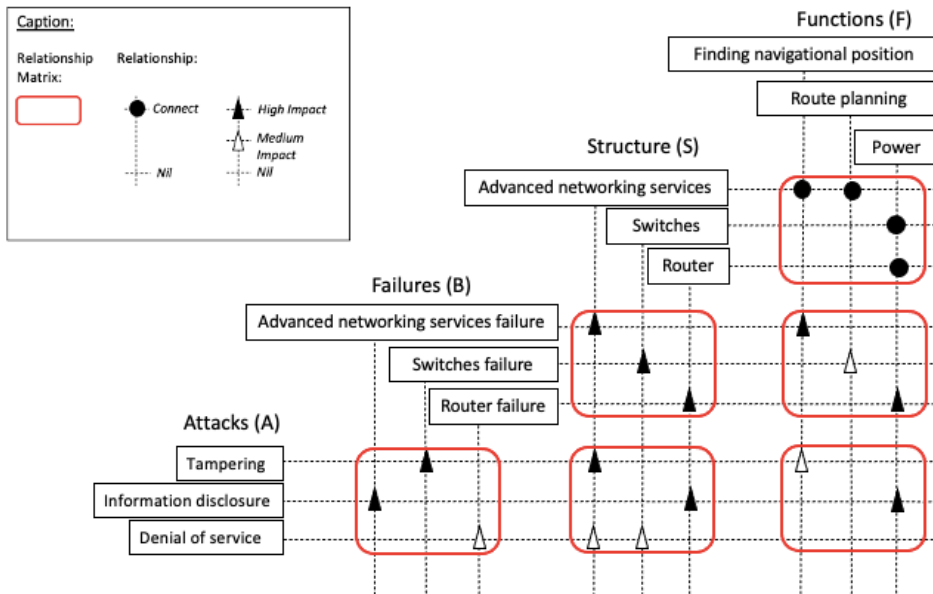 Caption:
Relationship
Matrix:
Relationship:
Connect
Nil
High Impact
Medium
Impact
Nil
Functions (F)
Finding navigational position
Route planning
Power
Structure (S)
Advanced networking services
Switches
Router
Failures (B)
Advanced networking services failure
Switches failure
Router failure
Attacks (A)
Tampering
Information disclosure
Denial of service